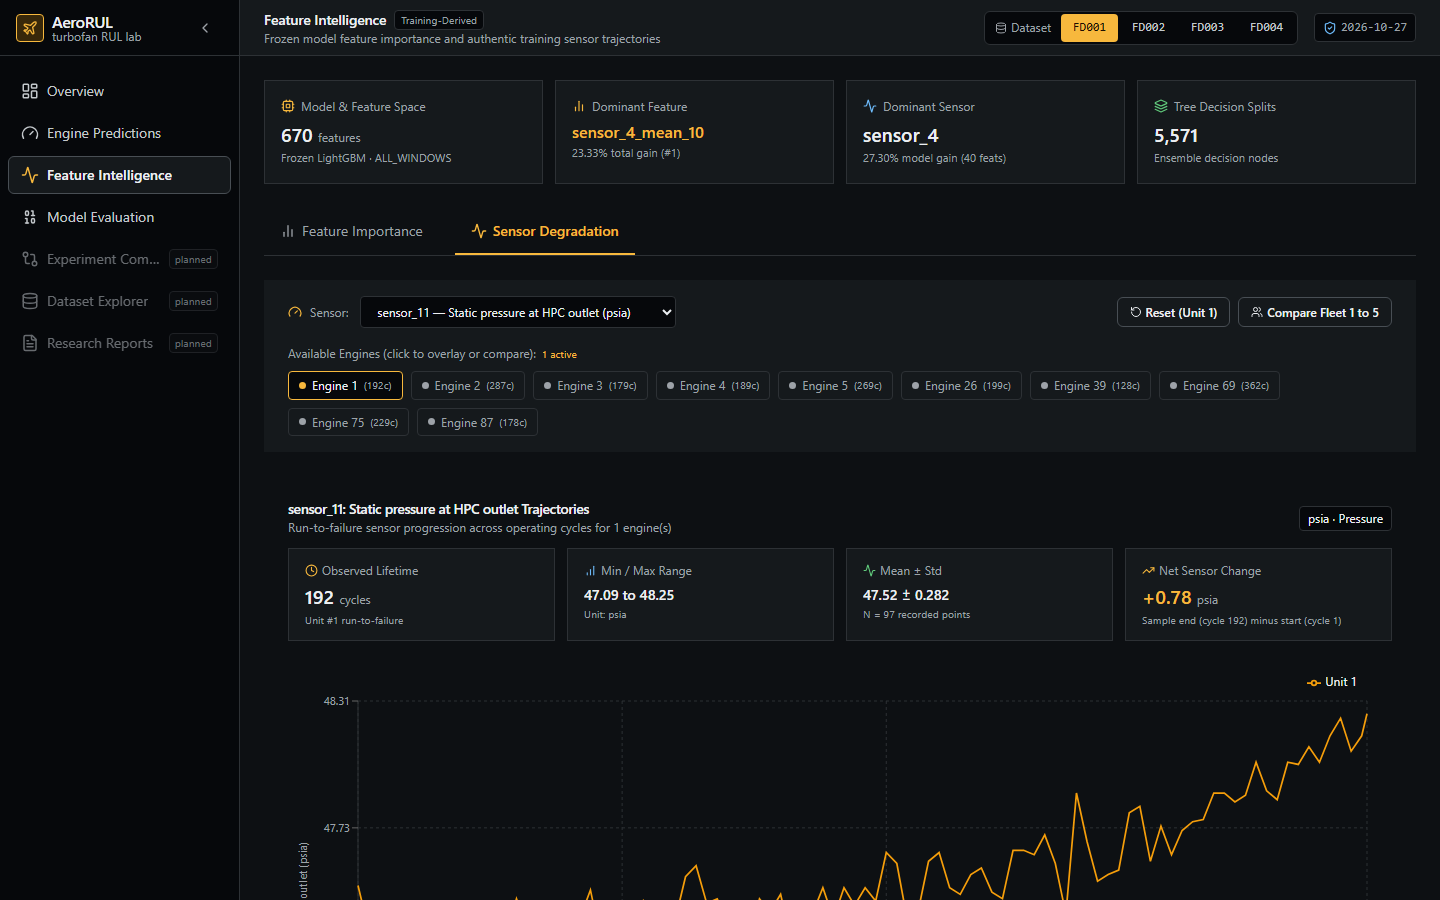 AeroRUL
turbofan RUL lab
Overview
Engine Predictions
Feature Intelligence
Model Evaluation
Experiment Com... planned
Dataset Explorer planned
Research Reports planned
Feature Intelligence Training-Derived
Frozen model feature importance and authentic training sensor trajectories
Dataset FD001 FD002 FD003 FD004
2026-10-27
Model & Feature Space
670 features
Frozen LightGBM · ALL_WINDOWS
Dominant Feature
sensor_4_mean_10
23.33% total gain (#1)
Dominant Sensor
sensor_4
27.30% model gain (40 feats)
Tree Decision Splits
5,571
Ensemble decision nodes
Feature Importance
Sensor Degradation
Sensor: sensor_11 — Static pressure at HPC outlet (psia)
Reset (Unit 1)
Compare Fleet 1 to 5
Available Engines (click to overlay or compare): 1 active
Engine 1 (192c)
Engine 2 (287c)
Engine 3 (179c)
Engine 4 (189c)
Engine 5 (269c)
Engine 26 (199c)
Engine 39 (128c)
Engine 69 (362c)
Engine 75 (229c)
Engine 87 (178c)
sensor_11: Static pressure at HPC outlet Trajectories
Run-to-failure sensor progression across operating cycles for 1 engine(s)
psia · Pressure
Observed Lifetime
192 cycles
Unit #1 run-to-failure
Min / Max Range
47.09 to 48.25
Unit: psia
Mean ± Std
47.52 ± 0.282
N = 97 recorded points
Net Sensor Change
+0.78 psia
Sample end (cycle 192) minus start (cycle 1)
Unit 1
48.31
47.73
outlet (psia)